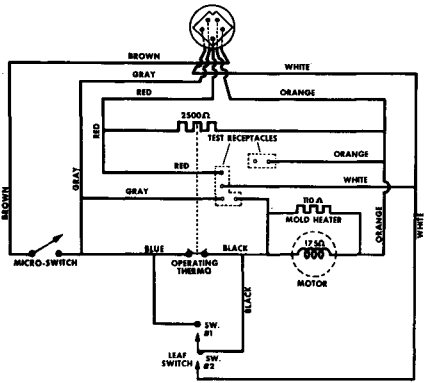 BROWN
GRAY
WHITE
RED
ORANGE
2500Ω
RED
TEST RECEPTACLES
ORANGE
RED
WHITE
GRAY
GRAY
110 Ω
MOLD HEATER
BROWN
ORANGE
WHITE
17.5Ω
BLUE
BLACK
MICRO-SWITCH
OPERATING
THERMO
MOTOR
BLACK
SW.
#1
LEAF
SWITCH
SW.
#2